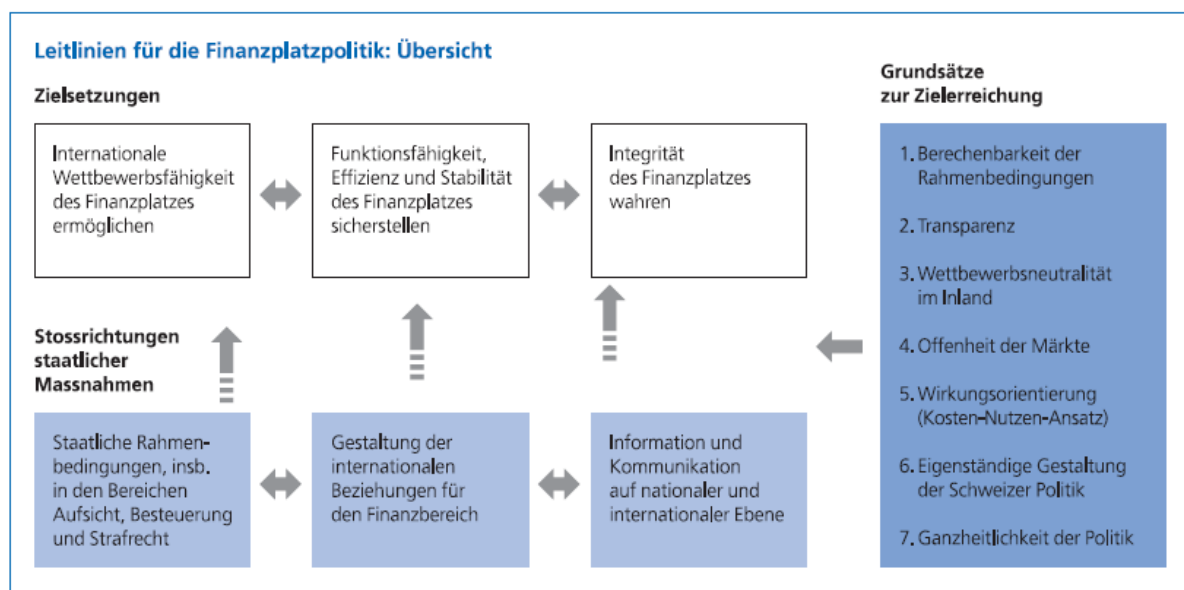 Leitlinien für die Finanzplatzpolitik: Übersicht
Zielsetzungen
Internationale
Wettbewerbsfähigkeit
des Finanzplatzes
ermöglichen
Funktionsfähigkeit,
Effizienz und Stabilität
des Finanzplatzes
sicherstellen
Integrität
des Finanzplatzes
wahren
Stossrichtungen
staatlicher
Massnahmen
Staatliche Rahmen-
bedingungen, insb.
in den Bereichen
Aufsicht, Besteuerung
und Strafrecht
Gestaltung der
internationalen
Beziehungen für
den Finanzbereich
Information und
Kommunikation
auf nationaler und
internationaler Ebene
Grundsätze
zur Zielerreichung
1. Berechenbarkeit der
Rahmenbedingungen
2. Transparenz
3. Wettbewerbsneutralität
im Inland
4. Offenheit der Märkte
5. Wirkungsorientierung
(Kosten-Nutzen-Ansatz)
6. Eigenständige Gestaltung
der Schweizer Politik
7. Ganzheitlichkeit der Politik